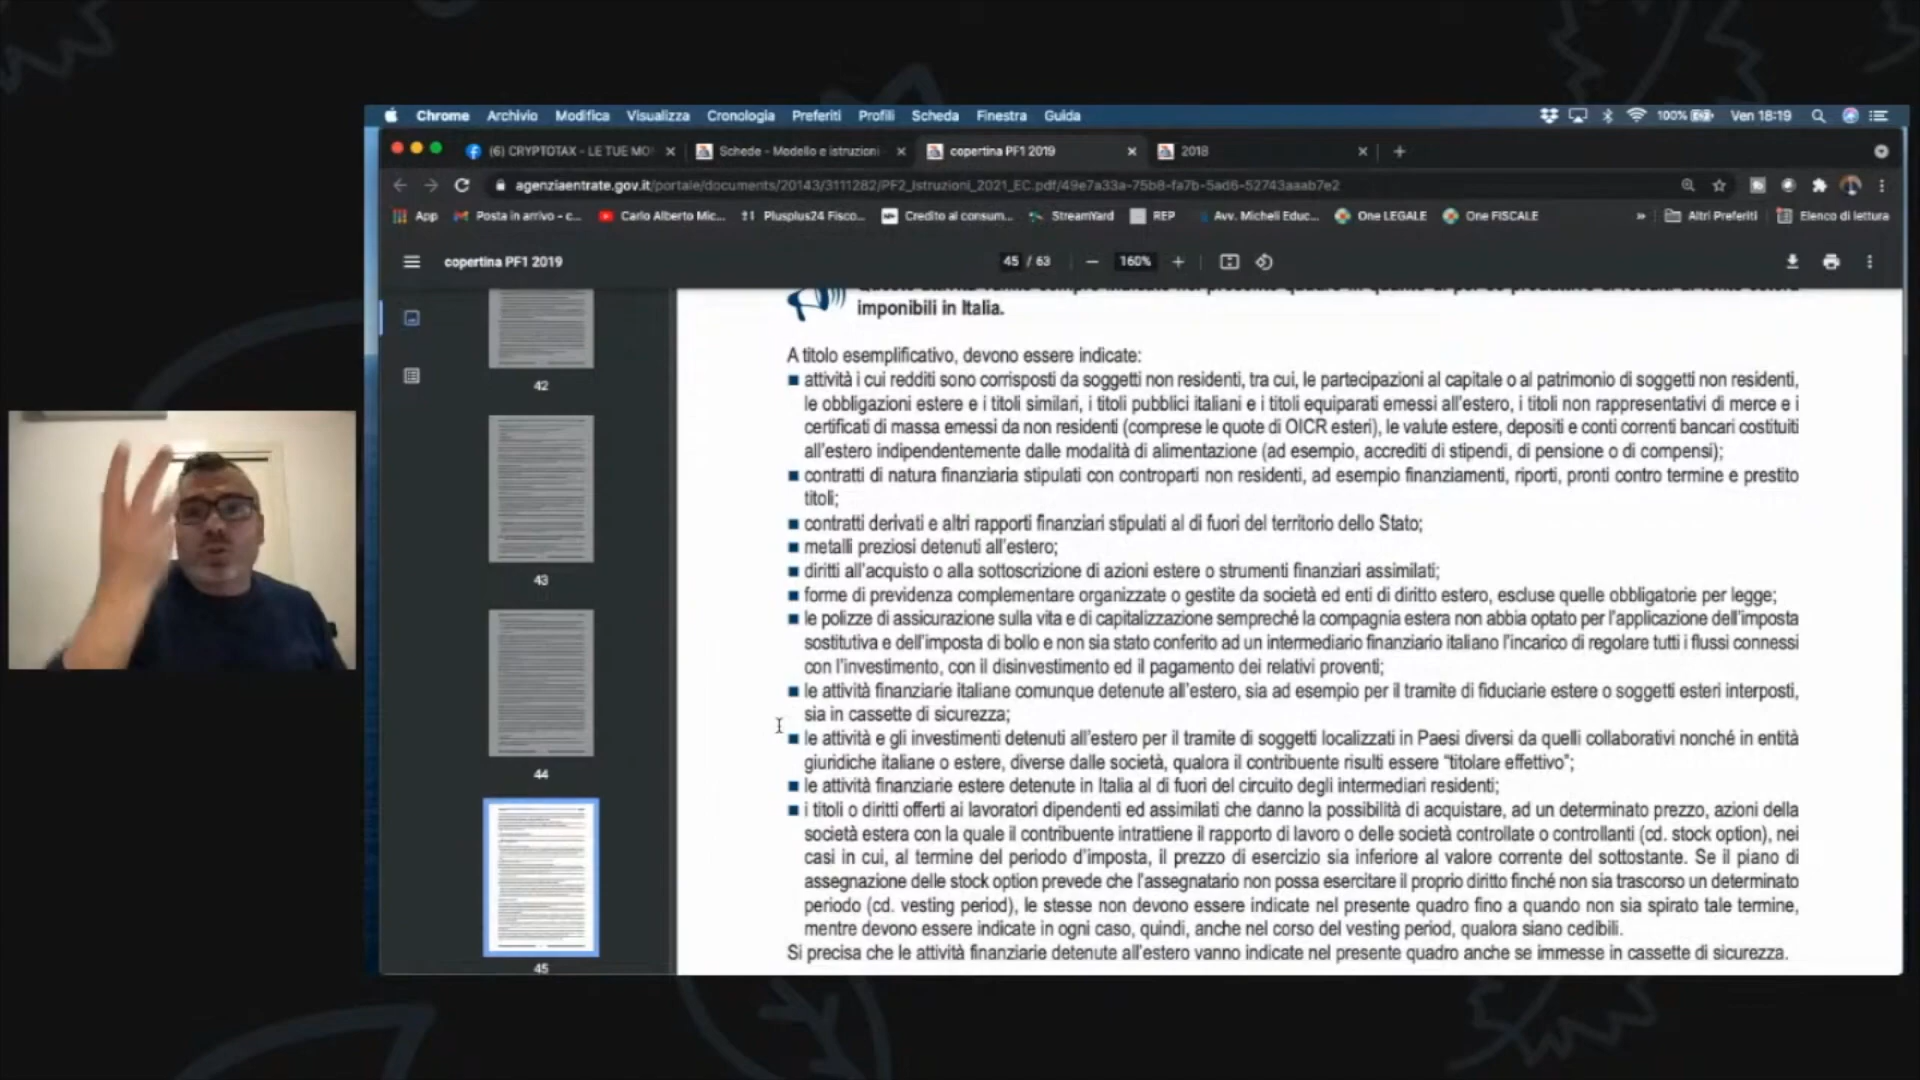 Chrome Archivio Modifica Visualizza Cronologia Preferiti Profili Scheda Finestra Guida 100% Ven 18:19
(6) CRYPTOTAX - LE TUE MO Schede - Modello e istruzioni copertina PF1 2019 2018
agenziaentrate.gov.it/portale/documents/20143/3111282/PF2_Istruzioni_2021_EC.pdf/49e7a33a-75b8-fa7b-5ad6-52743aaab7e2
App Posta in arrivo - c... Carlo Alberto Mic... Plusplus24 Fisco... Credito al consum... StreamYard REP Avv. Micheli Educ... One LEGALE One FISCALE » Altri Preferiti Elenco di lettura
copertina PF1 2019 45 / 63 160%
imponibili in Italia.
A titolo esemplificativo, devono essere indicate:
■ attività i cui redditi sono corrisposti da soggetti non residenti, tra cui, le partecipazioni al capitale o al patrimonio di soggetti non residenti,
le obbligazioni estere e i titoli similari, i titoli pubblici italiani e i titoli equiparati emessi all'estero, i titoli non rappresentativi di merce e i
certificati di massa emessi da non residenti (comprese le quote di OICR esteri), le valute estere, depositi e conti correnti bancari costituiti
all'estero indipendentemente dalle modalità di alimentazione (ad esempio, accrediti di stipendi, di pensione o di compensi);
■ contratti di natura finanziaria stipulati con controparti non residenti, ad esempio finanziamenti, riporti, pronti contro termine e prestito
titoli;
■ contratti derivati e altri rapporti finanziari stipulati al di fuori del territorio dello Stato;
■ metalli preziosi detenuti all'estero;
■ diritti all'acquisto o alla sottoscrizione di azioni estere o strumenti finanziari assimilati;
■ forme di previdenza complementare organizzate o gestite da società ed enti di diritto estero, escluse quelle obbligatorie per legge;
■ le polizze di assicurazione sulla vita e di capitalizzazione sempreché la compagnia estera non abbia optato per l'applicazione dell'imposta
sostitutiva e dell'imposta di bollo e non sia stato conferito ad un intermediario finanziario italiano l'incarico di regolare tutti i flussi connessi
con l'investimento, con il disinvestimento ed il pagamento dei relativi proventi;
■ le attività finanziarie italiane comunque detenute all'estero, sia ad esempio per il tramite di fiduciarie estere o soggetti esteri interposti,
sia in cassette di sicurezza;
■ le attività e gli investimenti detenuti all'estero per il tramite di soggetti localizzati in Paesi diversi da quelli collaborativi nonché in entità
giuridiche italiane o estere, diverse dalle società, qualora il contribuente risulti essere "titolare effettivo";
■ le attività finanziarie estere detenute in Italia al di fuori del circuito degli intermediari residenti;
■ i titoli o diritti offerti ai lavoratori dipendenti ed assimilati che danno la possibilità di acquistare, ad un determinato prezzo, azioni della
società estera con la quale il contribuente intrattiene il rapporto di lavoro o delle società controllate o controllanti (cd. stock option), nei
casi in cui, al termine del periodo d'imposta, il prezzo di esercizio sia inferiore al valore corrente del sottostante. Se il piano di
assegnazione delle stock option prevede che l'assegnatario non possa esercitare il proprio diritto finché non sia trascorso un determinato
periodo (cd. vesting period), le stesse non devono essere indicate nel presente quadro fino a quando non sia spirato tale termine,
mentre devono essere indicate in ogni caso, quindi, anche nel corso del vesting period, qualora siano cedibili.
Si precisa che le attività finanziarie detenute all'estero vanno indicate nel presente quadro anche se immesse in cassette di sicurezza.
42
43
44
45